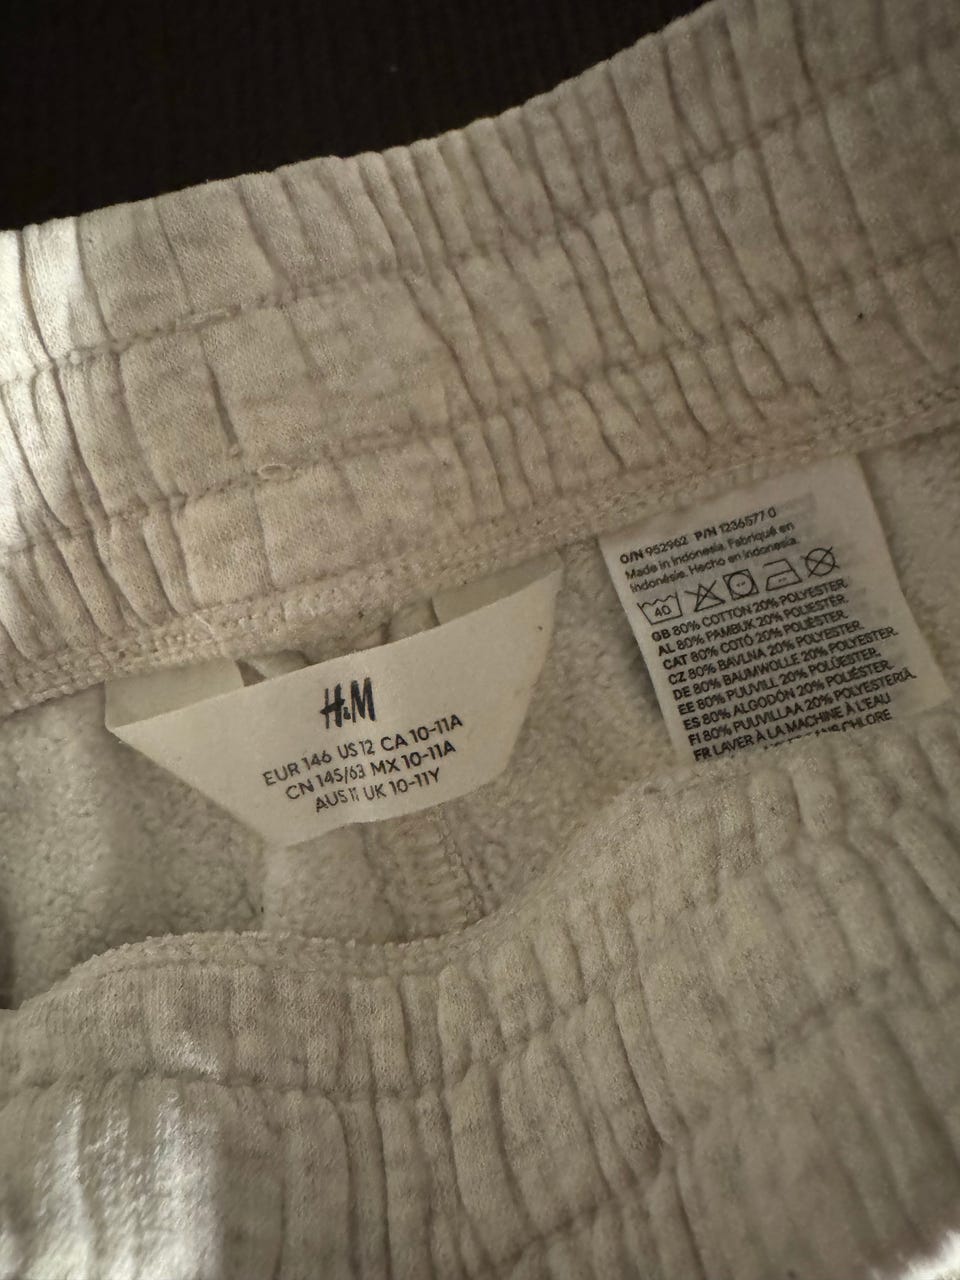 H&M
EUR 146 US 12 CA 10-11A
CN 145/63 MX 10-11A
AUS 11 UK 10-11Y
O/N 952962 P/N 1236577 0
Made in Indonesia. Fabriqué en
Indonésie. Hecho en Indonesia.
40
GB 80% COTTON 20% POLYESTER.
AL 80% PAMBUK 20% POLIESTER.
CAT 80% COTÓ 20% POLIÈSTER.
CZ 80% BAVLNA 20% POLYESTER.
DE 80% BAUMWOLLE 20% POLYESTER.
EE 80% PUUVILL 20% POLÜESTER.
ES 80% ALGODÓN 20% POLIÉSTER.
FI 80% PUUVILLAA 20% POLYESTERIÄ.
FR LAVER À LA MACHINE À L'EAU
CHLORE